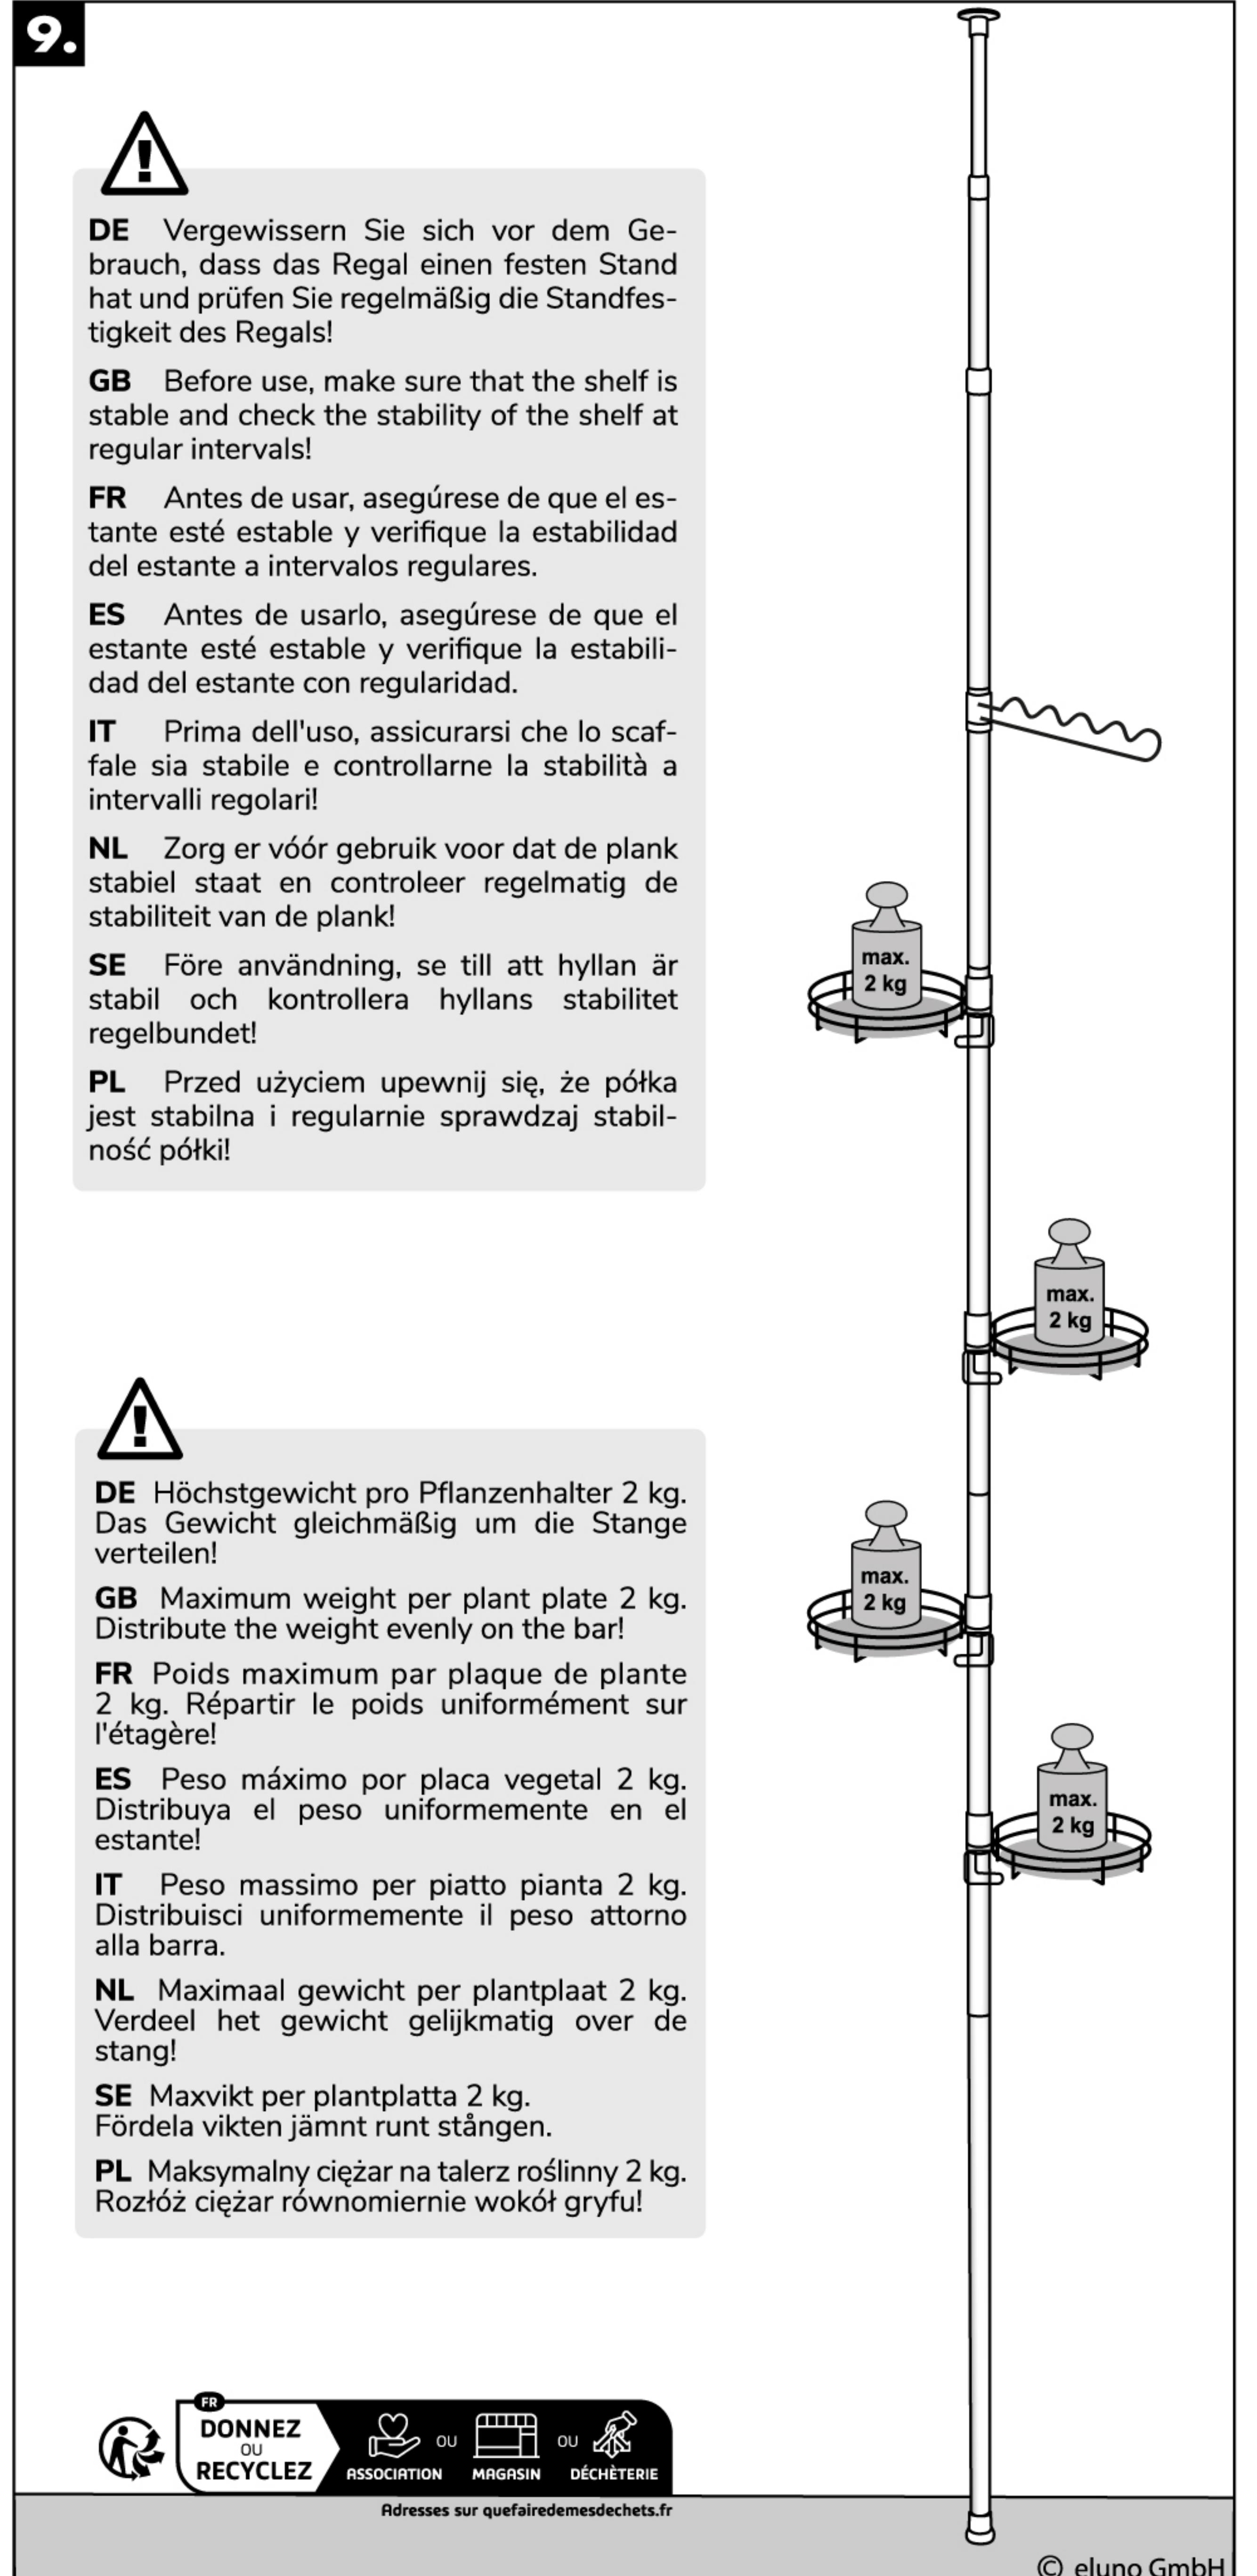 9.
DE Vergewissern Sie sich vor dem Ge-
brauch, dass das Regal einen festen Stand
hat und prüfen Sie regelmäßig die Standfes-
tigkeit des Regals!
GB Before use, make sure that the shelf is
stable and check the stability of the shelf at
regular intervals!
FR Antes de usar, asegúrese de que el es-
tante esté estable y verifique la estabilidad
del estante a intervalos regulares.
ES Antes de usarlo, asegúrese de que el
estante esté estable y verifique la estabili-
dad del estante con regularidad.
IT Prima dell'uso, assicurarsi che lo scaf-
fale sia stabile e controllarne la stabilità a
intervalli regolari!
NL Zorg er vóór gebruik voor dat de plank
stabiel staat en controleer regelmatig de
stabiliteit van de plank!
SE Före användning, se till att hyllan är
stabil och kontrollera hyllans stabilitet
regelbundet!
PL Przed użyciem upewnij się, że półka
jest stabilna i regularnie sprawdzaj stabil-
ność półki!
max.
2 kg
max.
2 kg
max.
2 kg
max.
2 kg
DE Höchstgewicht pro Pflanzenhalter 2 kg.
Das Gewicht gleichmäßig um die Stange
verteilen!
GB Maximum weight per plant plate 2 kg.
Distribute the weight evenly on the bar!
FR Poids maximum par plaque de plante
2 kg. Répartir le poids uniformément sur
l'étagère!
ES Peso máximo por placa vegetal 2 kg.
Distribuya el peso uniformemente en el
estante!
IT Peso massimo per piatto pianta 2 kg.
Distribuisci uniformemente il peso attorno
alla barra.
NL Maximaal gewicht per plantplaat 2 kg.
Verdeel het gewicht gelijkmatig over de
stang!
SE Maxvikt per plantplatta 2 kg.
Fördela vikten jämnt runt stången.
PL Maksymalny ciężar na talerz roślinny 2 kg.
Rozłóż ciężar równomiernie wokół gryfu!
FR
DONNEZ
OU
RECYCLEZ
ASSOCIATION OU MAGASIN OU DÉCHÈTERIE
Adresses sur quefairedemesdechets.fr
© eluno GmbH